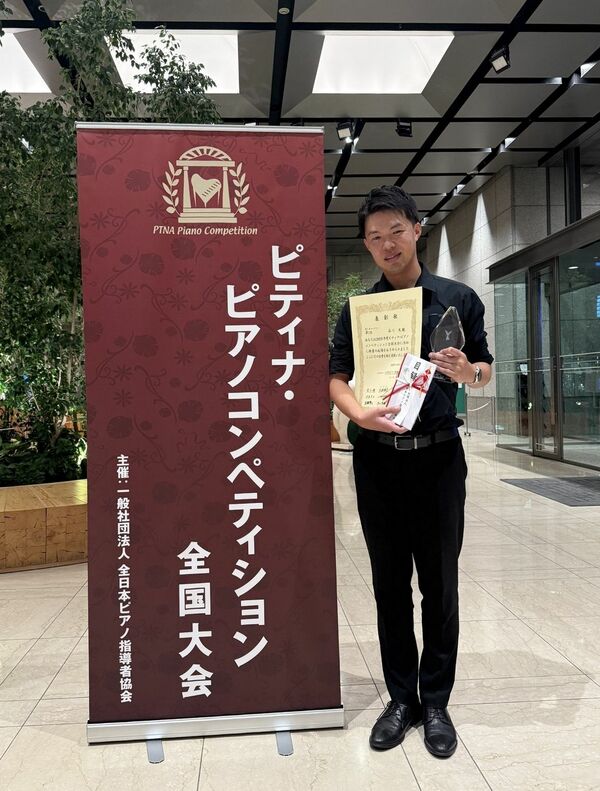 PTNA Piano Competition
ピティナ・
ピアノコンペティション
全国大会
主催:一般社団法人 全日本ピアノ指導者協会
表彰状
目録